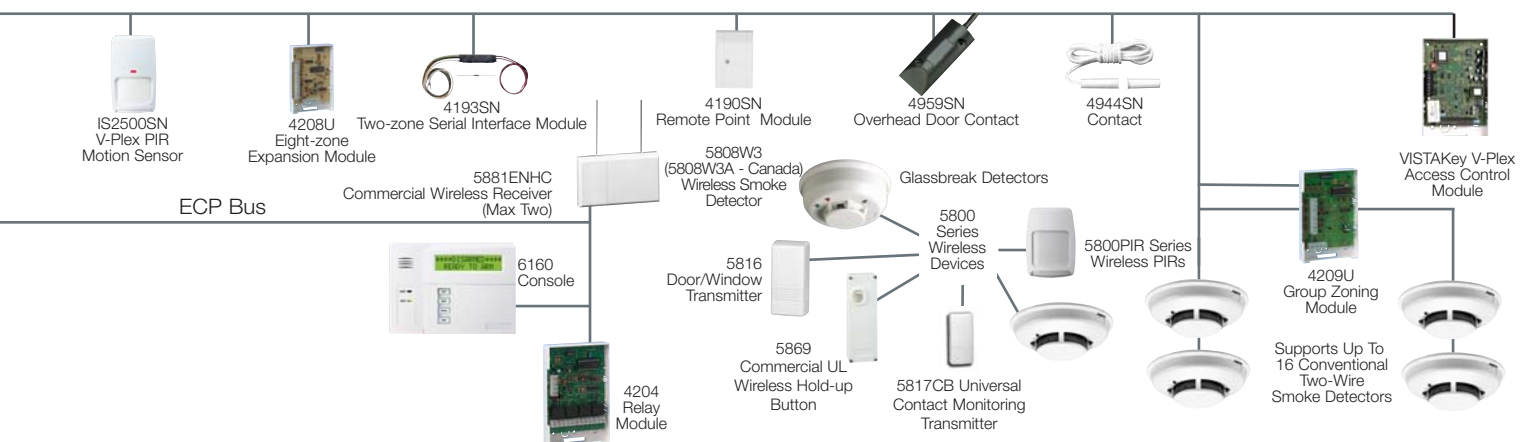 IS2500SN
V-Plex PIR
Motion Sensor
4208U
Eight-zone
Expansion Module
4193SN
Two-zone Serial Interface Module
4190SN
Remote Point Module
4959SN
Overhead Door Contact
4944SN
Contact
VISTAKey V-Plex
Access Control
Module
5881ENHC
Commercial Wireless Receiver
(Max Two)
ECP Bus
****DISARMED****
READY TO ARM
6160
Console
4204
Relay
Module
5808W3
(5808W3A - Canada)
Wireless Smoke
Detector
Glassbreak Detectors
5800
Series
Wireless
Devices
5800PIR Series
Wireless PIRs
5816
Door/Window
Transmitter
5869
Commercial UL
Wireless Hold-up
Button
5817CB Universal
Contact Monitoring
Transmitter
4209U
Group Zoning
Module
Supports Up To
16 Conventional
Two-Wire
Smoke Detectors